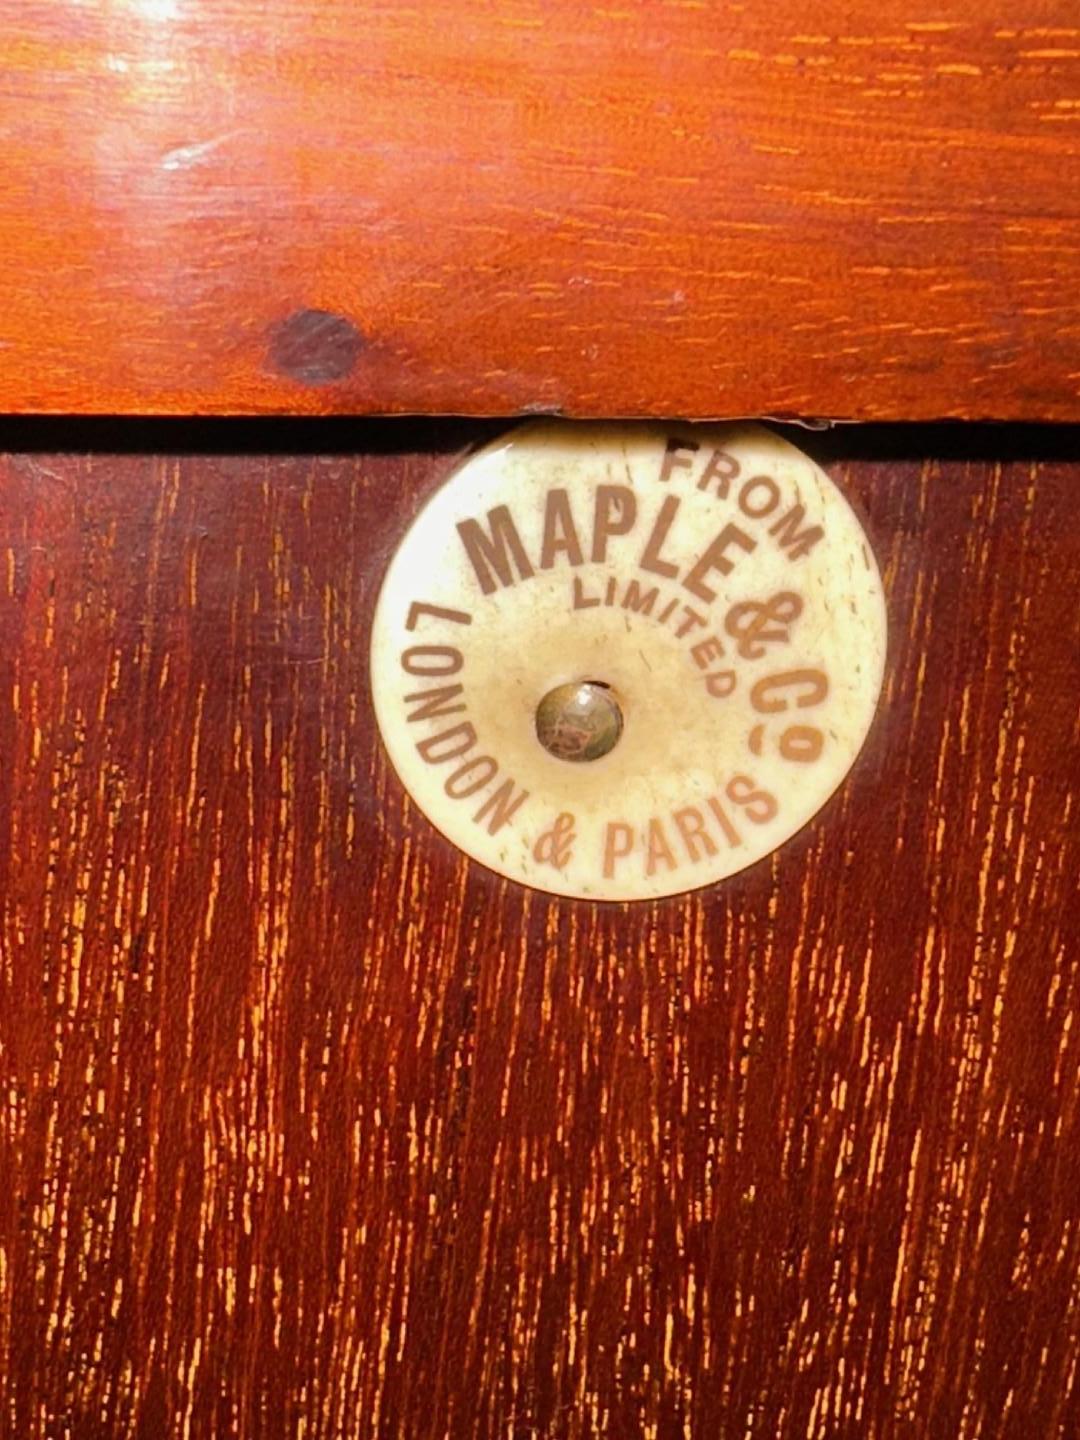 FROM
MAPLE & Co
LIMITED
LONDON & PARIS